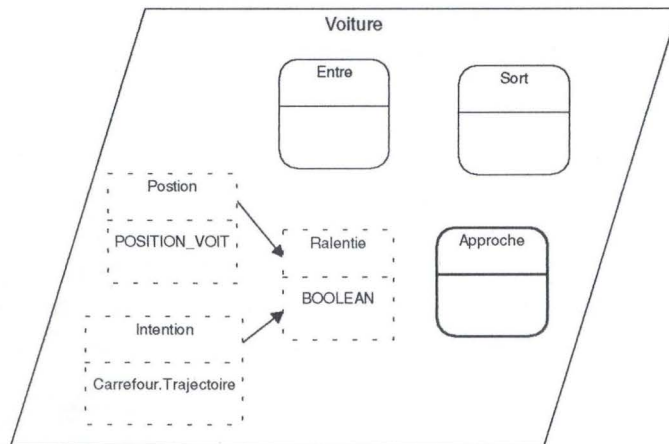 Voiture
Entre
Sort
Postion
POSITION_VOIT
Ralentie
BOOLEAN
Approche
Intention
Carrefour.Trajectoire